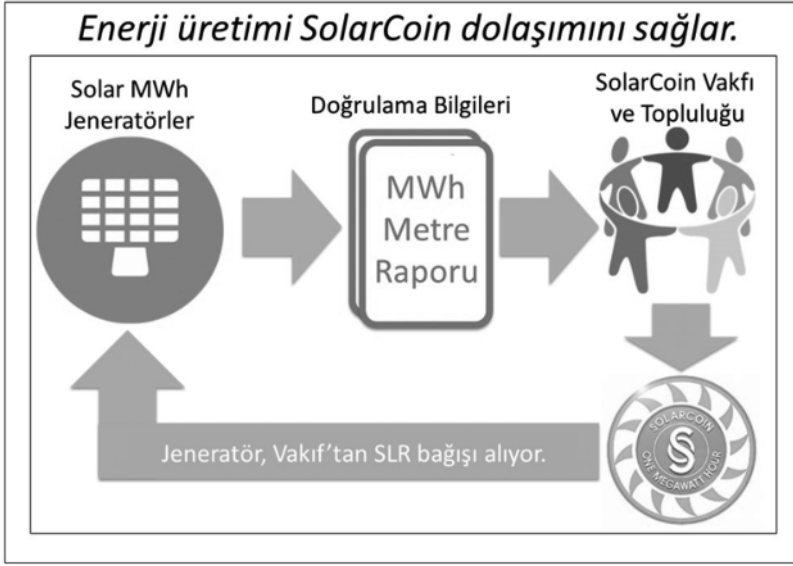 Enerji üretimi SolarCoin dolaşımını sağlar.
Solar MWh
Jeneratörler
Doğrulama Bilgileri
SolarCoin Vakfı
ve Topluluğu
MWh
Metre
Raporu
Jeneratör, Vakıf'tan SLR bağışı alıyor.
SOLARCOIN
S
ONE MEGAWATT HOUR